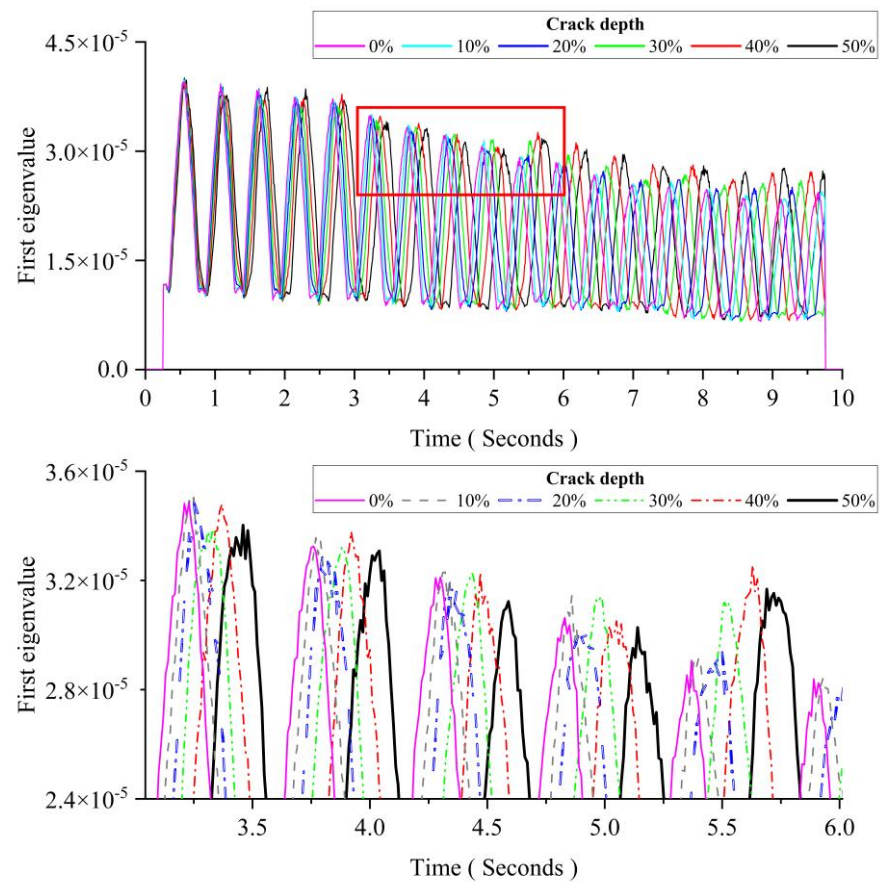 Crack depth
0% 10% 20% 30% 40% 50%
4.5×10⁻⁵
3.0×10⁻⁵
1.5×10⁻⁵
0.0
First eigenvalue
0 1 2 3 4 5 6 7 8 9 10
Time ( Seconds )
Crack depth
0% 10% 20% 30% 40% 50%
3.6×10⁻⁵
3.2×10⁻⁵
2.8×10⁻⁵
2.4×10⁻⁵
First eigenvalue
3.5 4.0 4.5 5.0 5.5 6.0
Time ( Seconds )